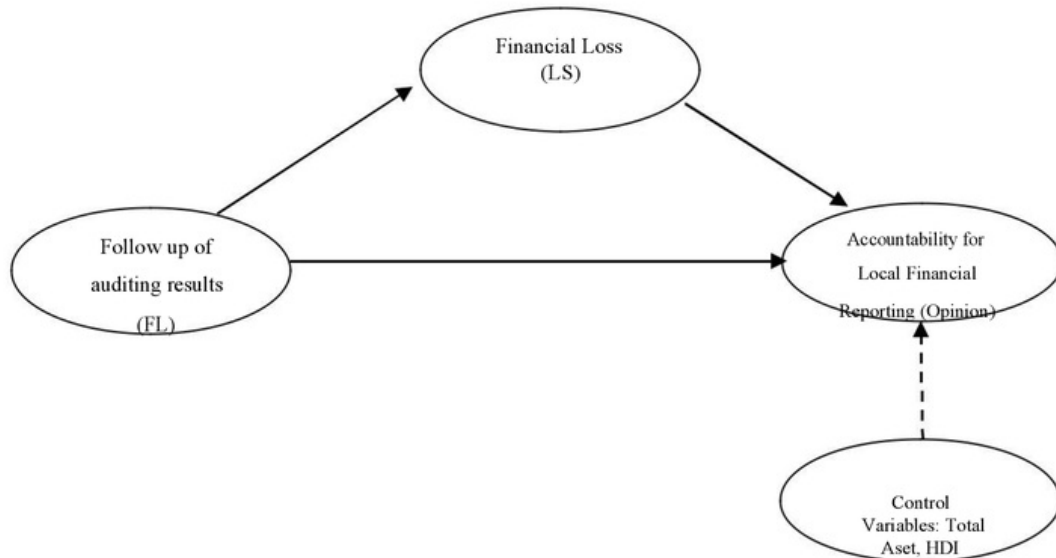 Financial Loss
(LS)
Follow up of
auditing results
(FL)
Accountability for
Local Financial
Reporting (Opinion)
Control
Variables: Total
Aset, HDI